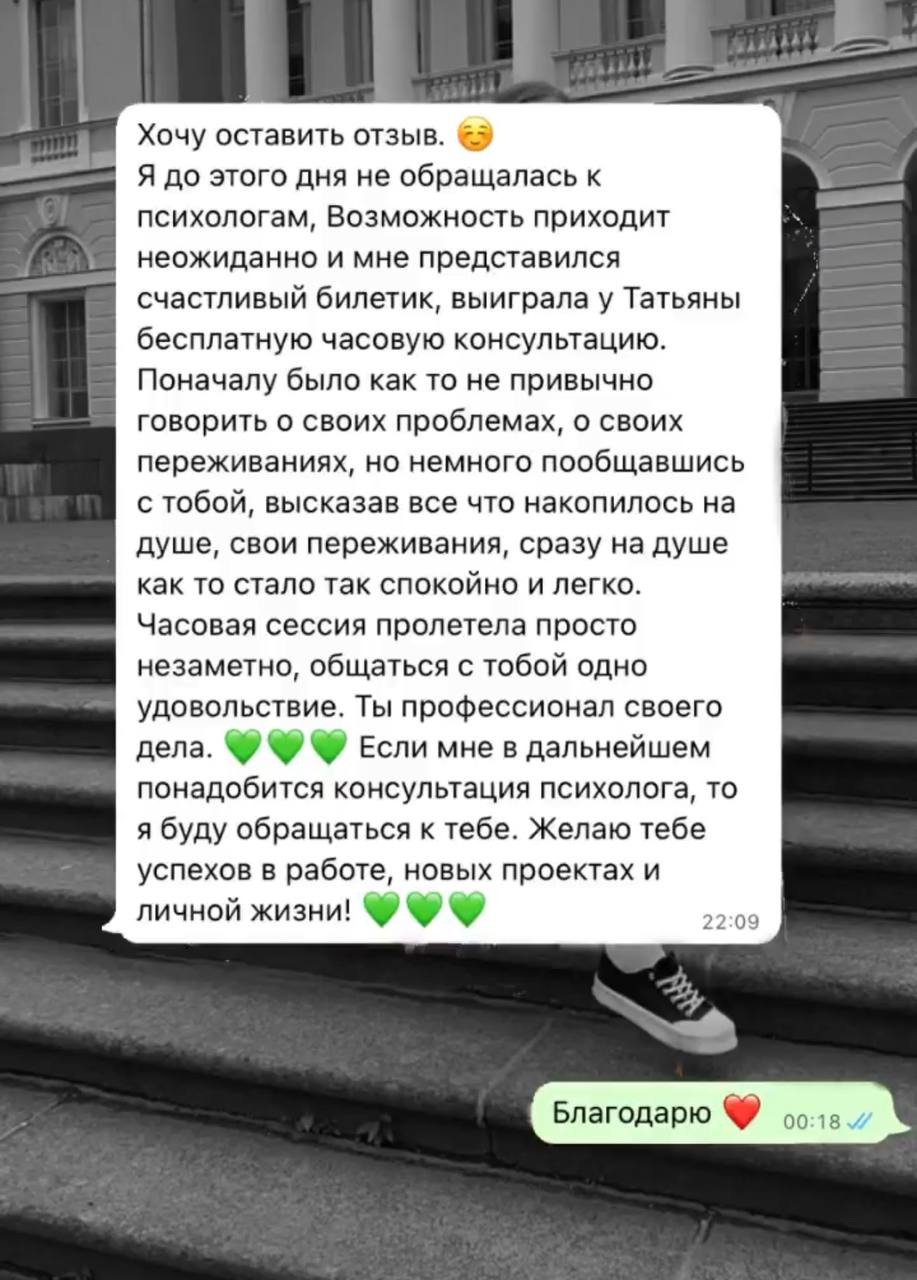 Хочу оставить отзыв. ☺️
Я до этого дня не обращалась к
психологам, Возможность приходит
неожиданно и мне представился
счастливый билетик, выиграла у Татьяны
бесплатную часовую консультацию.
Поначалу было как то не привычно
говорить о своих проблемах, о своих
переживаниях, но немного пообщавшись
с тобой, высказав все что накопилось на
душе, свои переживания, сразу на душе
как то стало так спокойно и легко.
Часовая сессия пролетела просто
незаметно, общаться с тобой одно
удовольствие. Ты профессионал своего
дела. 💚💚💚 Если мне в дальнейшем
понадобится консультация психолога, то
я буду обращаться к тебе. Желаю тебе
успехов в работе, новых проектах и
личной жизни! 💚💚💚 22:09
Благодарю ❤️ 00:18